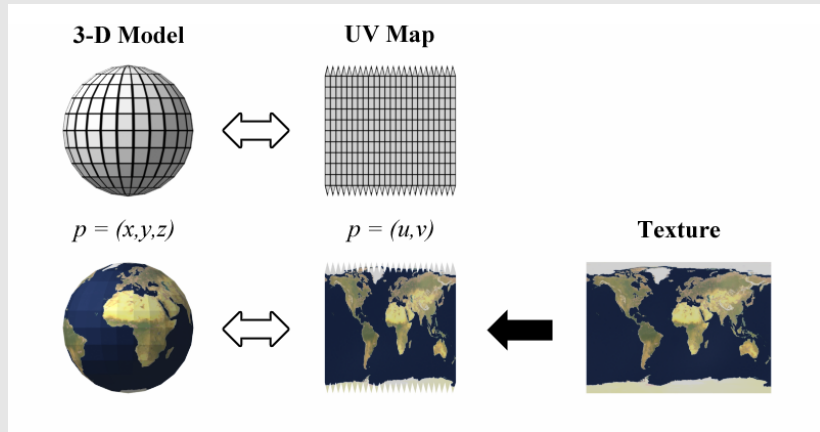 3-D Model
UV Map
p = (x,y,z)
p = (u,v)
Texture